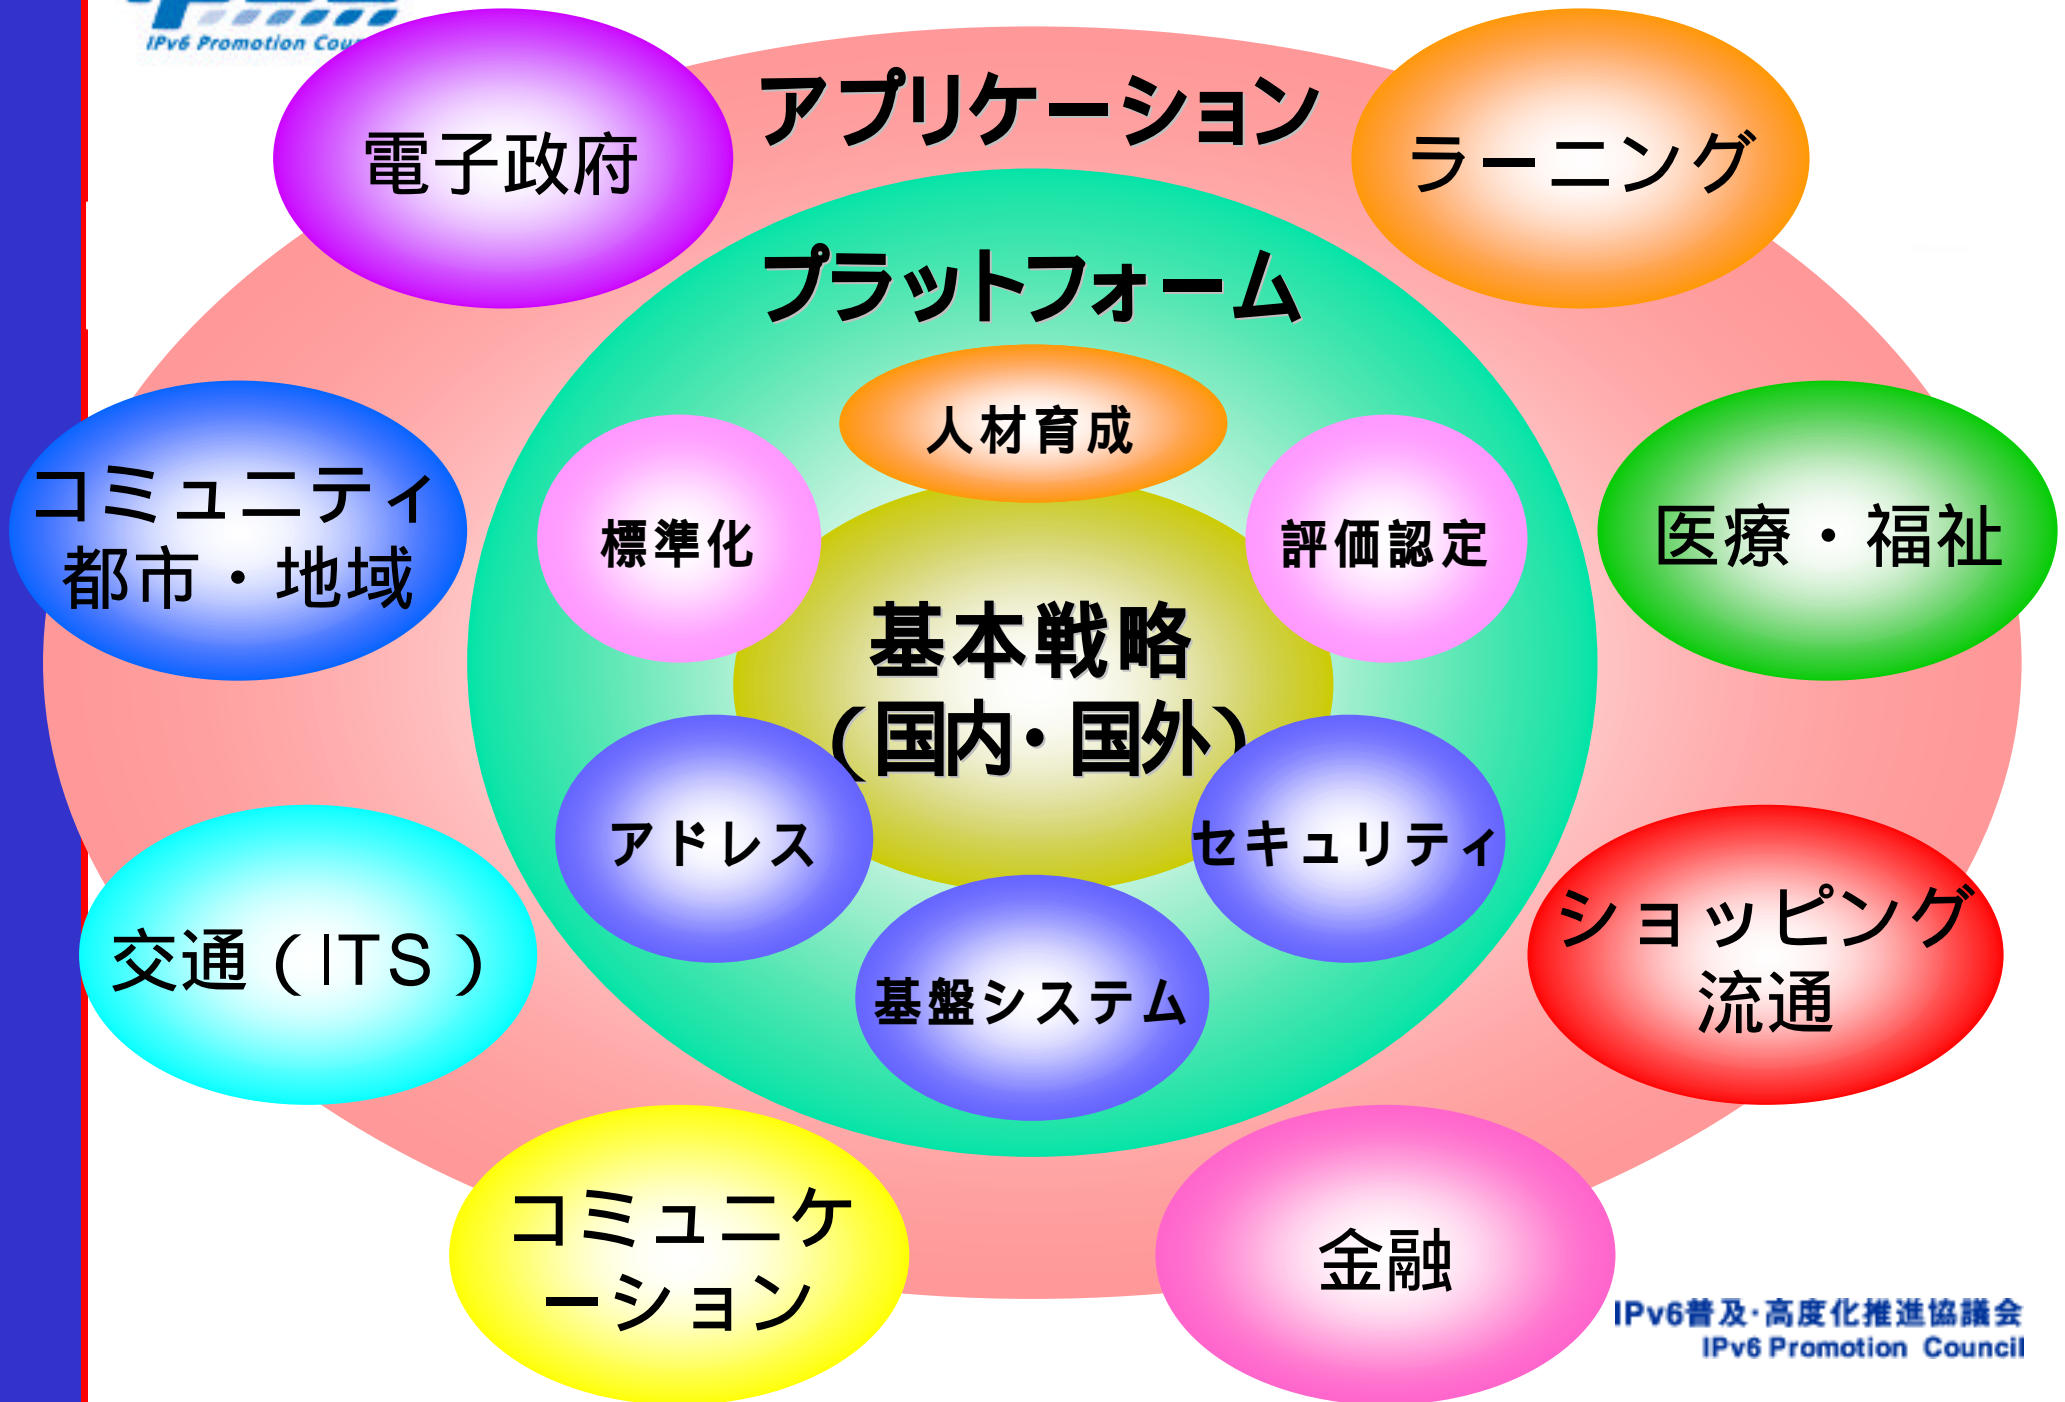 IPv6 Promotion
アプリケーション
電子政府
ラーニング
プラットフォーム
人材育成
コミュニティ
都市・地域
標準化
評価認定
医療・福祉
基本戦略
(国内・国外)
アドレス
セキュリティ
ショッピング
流通
交通(ITS)
基盤システム
コミュニケ
ーション
金融
IPv6普及・高度化推進協議会
IPv6 Promotion Council